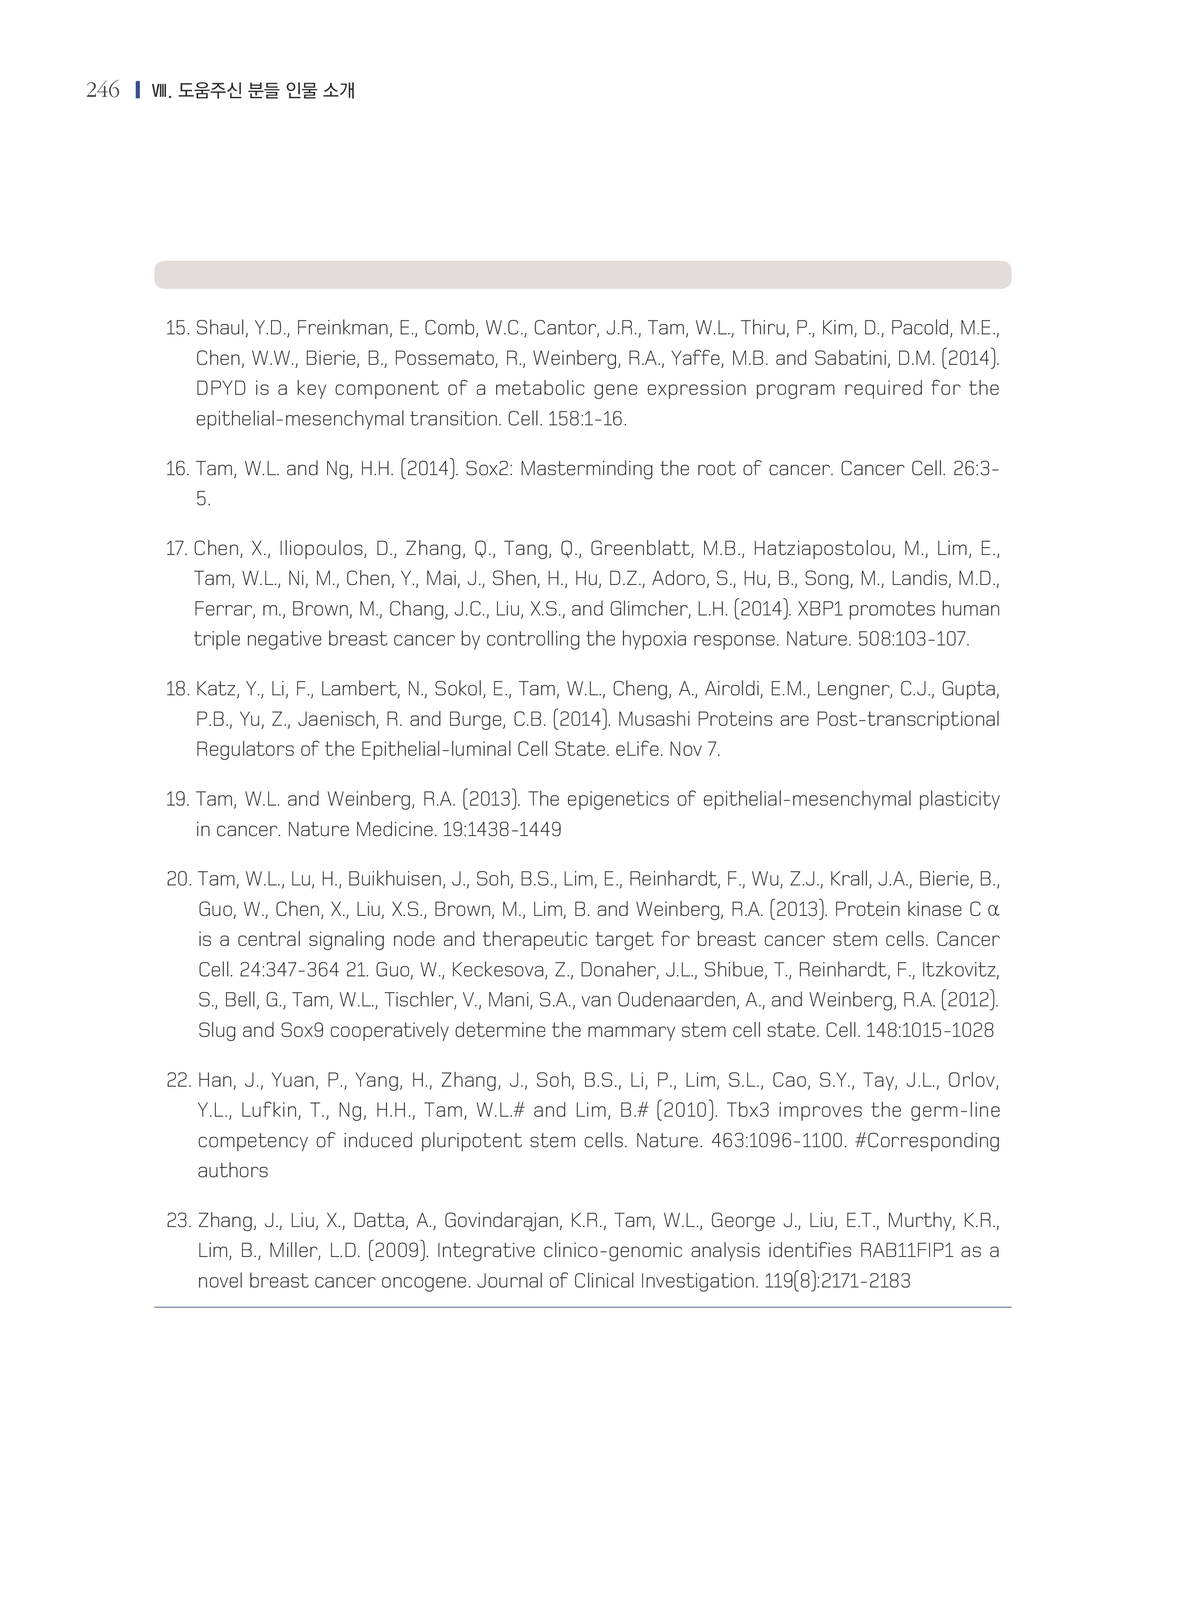 246 Ⅷ. 도움주신 분들 인물 소개
15. Shaul, Y.D., Freinkman, E., Comb, W.C., Cantor, J.R., Tam, W.L., Thiru, P., Kim, D., Pacold, M.E.,
Chen, W.W., Bierie, B., Possemato, R., Weinberg, R.A., Yaffe, M.B. and Sabatini, D.M. (2014).
DPYD is a key component of a metabolic gene expression program required for the
epithelial-mesenchymal transition. Cell. 158:1-16.
16. Tam, W.L. and Ng, H.H. (2014). Sox2: Masterminding the root of cancer. Cancer Cell. 26:3-
5.
17. Chen, X., Iliopoulos, D., Zhang, Q., Tang, Q., Greenblatt, M.B., Hatziapostolou, M., Lim, E.,
Tam, W.L., Ni, M., Chen, Y., Mai, J., Shen, H., Hu, D.Z., Adoro, S., Hu, B., Song, M., Landis, M.D.,
Ferrar, m., Brown, M., Chang, J.C., Liu, X.S., and Glimcher, L.H. (2014). XBP1 promotes human
triple negative breast cancer by controlling the hypoxia response. Nature. 508:103-107.
18. Katz, Y., Li, F., Lambert, N., Sokol, E., Tam, W.L., Cheng, A., Airoldi, E.M., Lengner, C.J., Gupta,
P.B., Yu, Z., Jaenisch, R. and Burge, C.B. (2014). Musashi Proteins are Post-transcriptional
Regulators of the Epithelial-luminal Cell State. eLife. Nov 7.
19. Tam, W.L. and Weinberg, R.A. (2013). The epigenetics of epithelial-mesenchymal plasticity
in cancer. Nature Medicine. 19:1438-1449
20. Tam, W.L., Lu, H., Buikhuisen, J., Soh, B.S., Lim, E., Reinhardt, F., Wu, Z.J., Krall, J.A., Bierie, B.,
Guo, W., Chen, X., Liu, X.S., Brown, M., Lim, B. and Weinberg, R.A. (2013). Protein kinase C α
is a central signaling node and therapeutic target for breast cancer stem cells. Cancer
Cell. 24:347-364 21. Guo, W., Keckesova, Z., Donaher, J.L., Shibue, T., Reinhardt, F., Itzkovitz,
S., Bell, G., Tam, W.L., Tischler, V., Mani, S.A., van Oudenaarden, A., and Weinberg, R.A. (2012).
Slug and Sox9 cooperatively determine the mammary stem cell state. Cell. 148:1015-1028
22. Han, J., Yuan, P., Yang, H., Zhang, J., Soh, B.S., Li, P., Lim, S.L., Cao, S.Y., Tay, J.L., Orlov,
Y.L., Lufkin, T., Ng, H.H., Tam, W.L.# and Lim, B.# (2010). Tbx3 improves the germ-line
competency of induced pluripotent stem cells. Nature. 463:1096-1100. #Corresponding
authors
23. Zhang, J., Liu, X., Datta, A., Govindarajan, K.R., Tam, W.L., George J., Liu, E.T., Murthy, K.R.,
Lim, B., Miller, L.D. (2009). Integrative clinico-genomic analysis identifies RAB11FIP1 as a
novel breast cancer oncogene. Journal of Clinical Investigation. 119(8):2171-2183